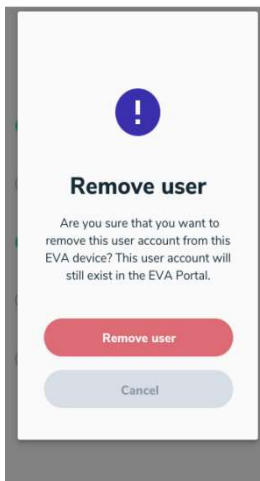 !
Remove user
Are you sure that you want to
remove this user account from this
EVA device? This user account will
still exist in the EVA Portal.
Remove user
Cancel